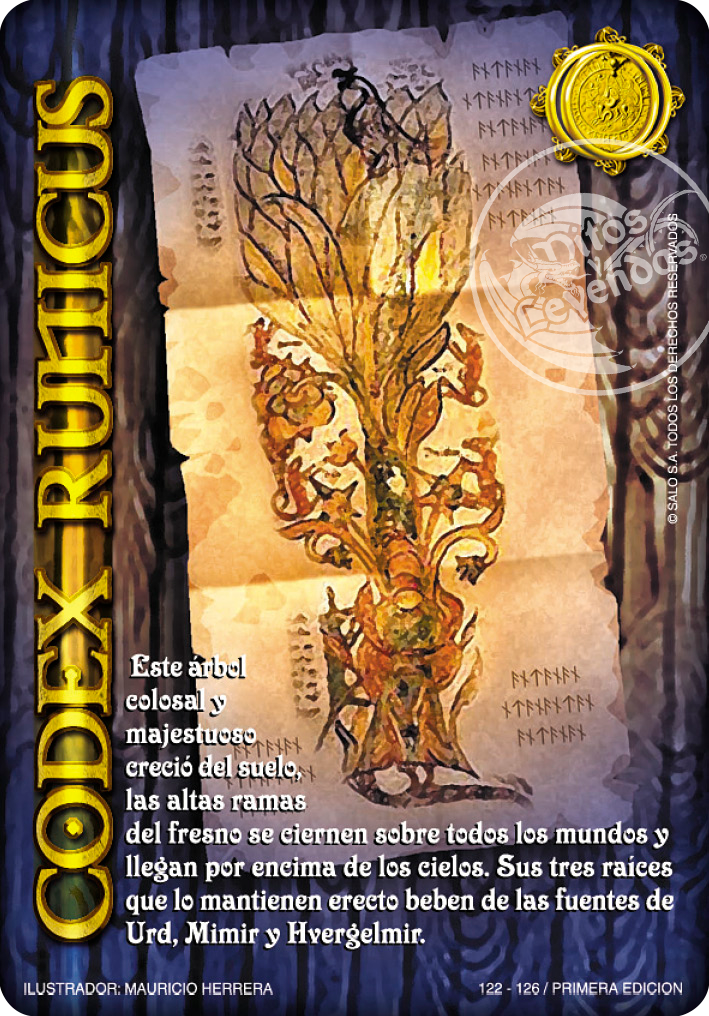 CODEX RUNICUS
mitos
y
Leyendas®
© SALO S.A. TODOS LOS DERECHOS RESERVADOS
Este árbol
colosal y
majestuoso
creció del suelo,
las altas ramas
del fresno se ciernen sobre todos los mundos y
llegan por encima de los cielos. Sus tres raíces
que lo mantienen erecto beben de las fuentes de
Urd, Mimir y Hvergelmir.
ILUSTRADOR: MAURICIO HERRERA
122 - 126 / PRIMERA EDICION